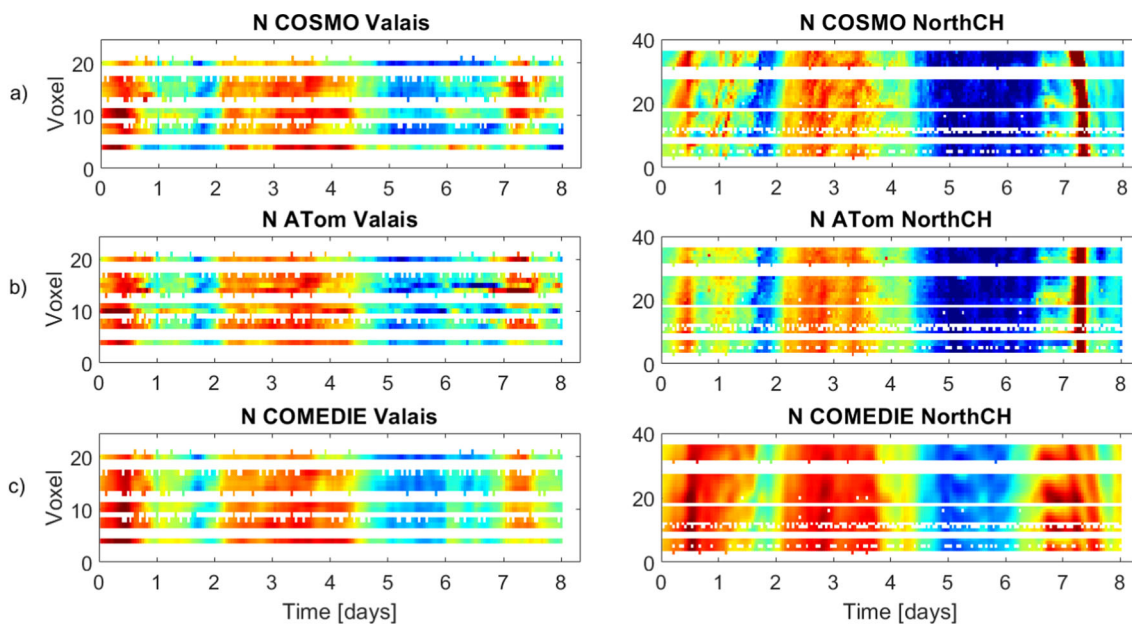 N COSMO Valais
N COSMO NorthCH
a)
Voxel
20
10
0
0 1 2 3 4 5 6 7 8
40
20
0
0 1 2 3 4 5 6 7 8
N ATom Valais
N ATom NorthCH
b)
Voxel
20
10
0
0 1 2 3 4 5 6 7 8
40
20
0
0 1 2 3 4 5 6 7 8
N COMEDIE Valais
N COMEDIE NorthCH
c)
Voxel
20
10
0
0 1 2 3 4 5 6 7 8
Time [days]
40
20
0
0 1 2 3 4 5 6 7 8
Time [days]